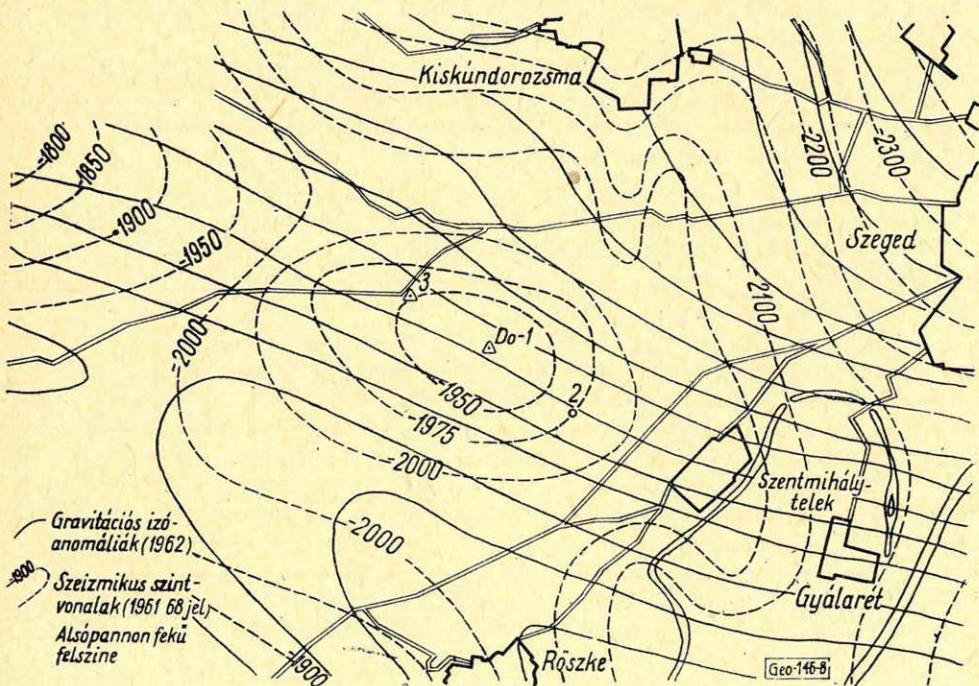 Kiskundorozsma
-1800
-1850
-1900
-1950
-2200
-2300
Szeged
3
-2000
-2100
Do-1
2
-1950
-1975
-2000
-2000
Szentmihály-
telek
Gravitációs izó-
anomáliák (1962)
-1900
Szeizmikus szint-
vonalak (1961 68 jel)
Alsópannon fekü
felszine
-1900
Röszke
Gyálarét
Geo-146-8